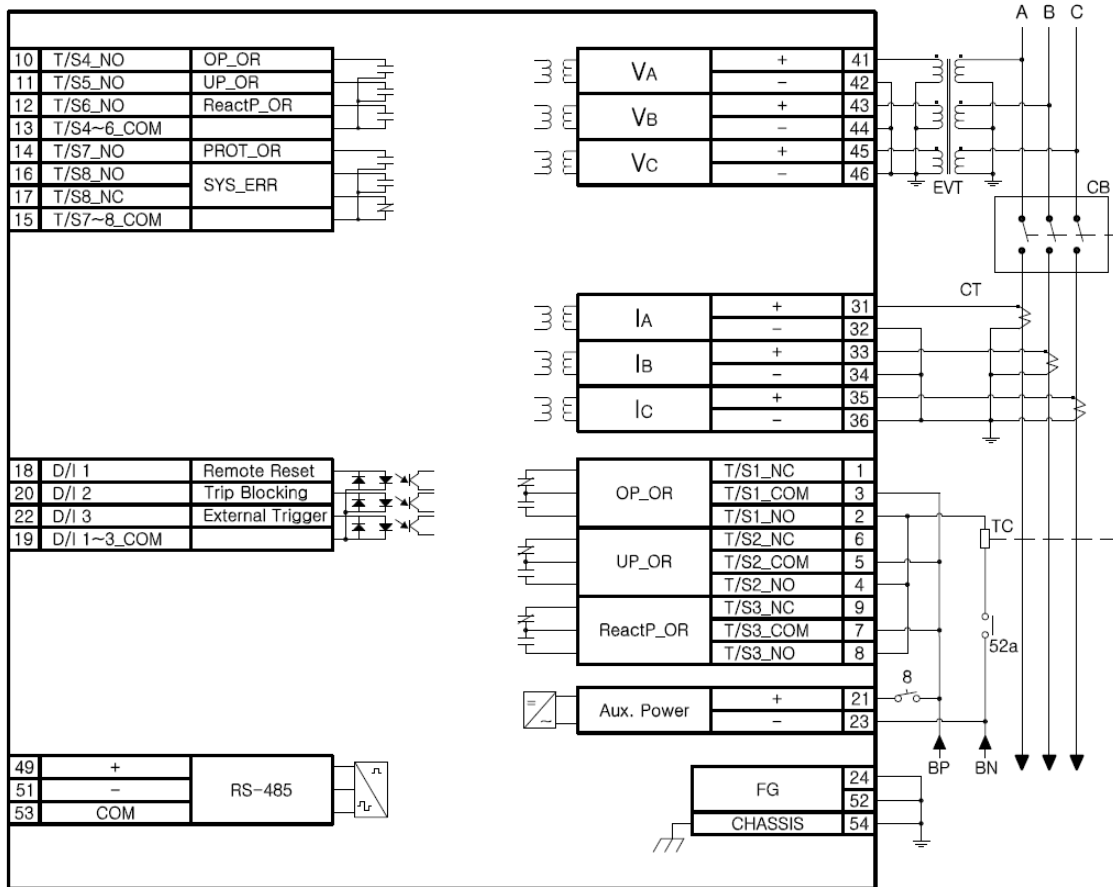 A B C
10 T/S4_NO OP_OR
11 T/S5_NO UP_OR
12 T/S6_NO ReactP_OR
13 T/S4~6_COM
14 T/S7_NO PROT_OR
16 T/S8_NO
SYS_ERR
17 T/S8_NC
15 T/S7~8_COM
VA + 41
− 42
VB + 43
− 44
VC + 45
− 46
EVT
CB
CT
IA + 31
− 32
IB + 33
− 34
IC + 35
− 36
18 D/I 1 Remote Reset
20 D/I 2 Trip Blocking
22 D/I 3 External Trigger
19 D/I 1~3_COM
OP_OR
T/S1_NC 1
T/S1_COM 3
T/S1_NO 2
UP_OR
T/S2_NC 6
T/S2_COM 5
T/S2_NO 4
ReactP_OR
T/S3_NC 9
T/S3_COM 7
T/S3_NO 8
TC
52a
8
Aux. Power + 21
− 23
BP BN
49 +
51 −
53 COM
RS-485
FG 24
52
CHASSIS 54